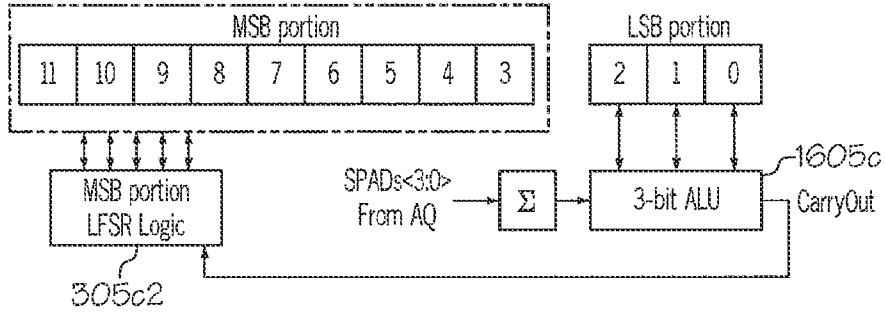 MSB portion
LSB portion
11 10 9 8 7 6 5 4 3
2 1 0
MSB portion
LFSR Logic
SPADs<3:0>
From AQ
Σ
3-bit ALU
CarryOut
1605c
305c2